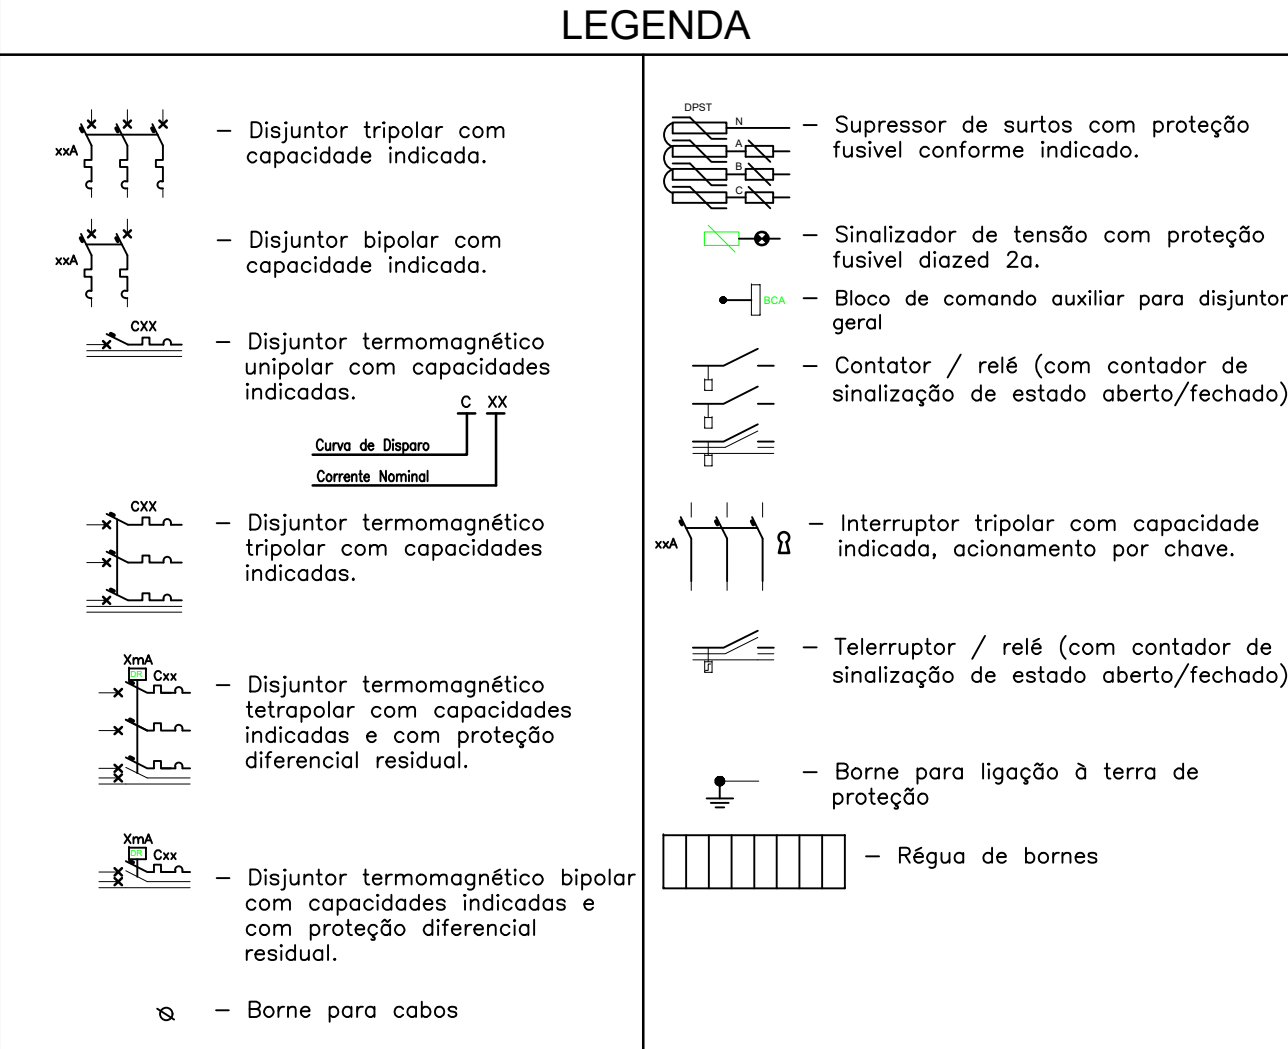 LEGENDA
xxA
– Disjuntor tripolar com
capacidade indicada.
xxA
– Disjuntor bipolar com
capacidade indicada.
CXX
– Disjuntor termomagnético
unipolar com capacidades
indicadas.
C XX
Curva de Disparo
Corrente Nominal
CXX
– Disjuntor termomagnético
tripolar com capacidades
indicadas.
XmA
DR Cxx
– Disjuntor termomagnético
tetrapolar com capacidades
indicadas e com proteção
diferencial residual.
XmA
DR Cxx
– Disjuntor termomagnético bipolar
com capacidades indicadas e
com proteção diferencial
residual.
– Borne para cabos
DPST
N
A
B
C
– Supressor de surtos com proteção
fusivel conforme indicado.
– Sinalizador de tensão com proteção
fusivel diazed 2a.
BCA
– Bloco de comando auxiliar para disjuntor
geral
– Contator / relé (com contador de
sinalização de estado aberto/fechado)
xxA
– Interruptor tripolar com capacidade
indicada, acionamento por chave.
– Telerruptor / relé (com contador de
sinalização de estado aberto/fechado)
– Borne para ligação à terra de
proteção
– Régua de bornes